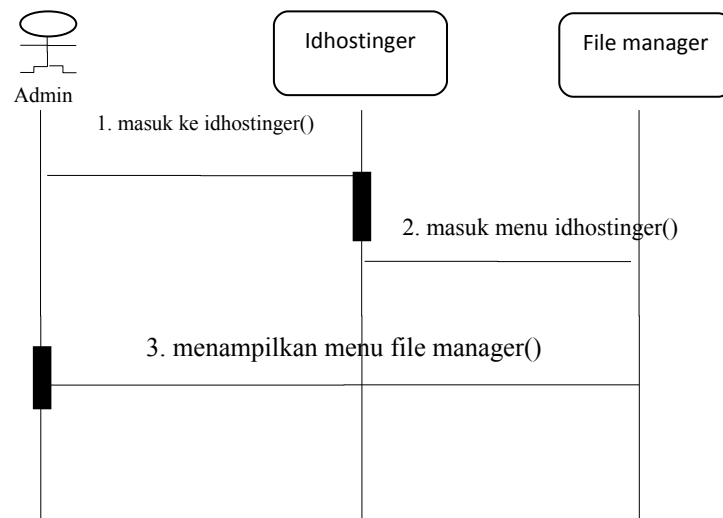 Idhostinger
File manager
Admin
1. masuk ke idhostinger()
2. masuk menu idhostinger()
3. menampilkan menu file manager()